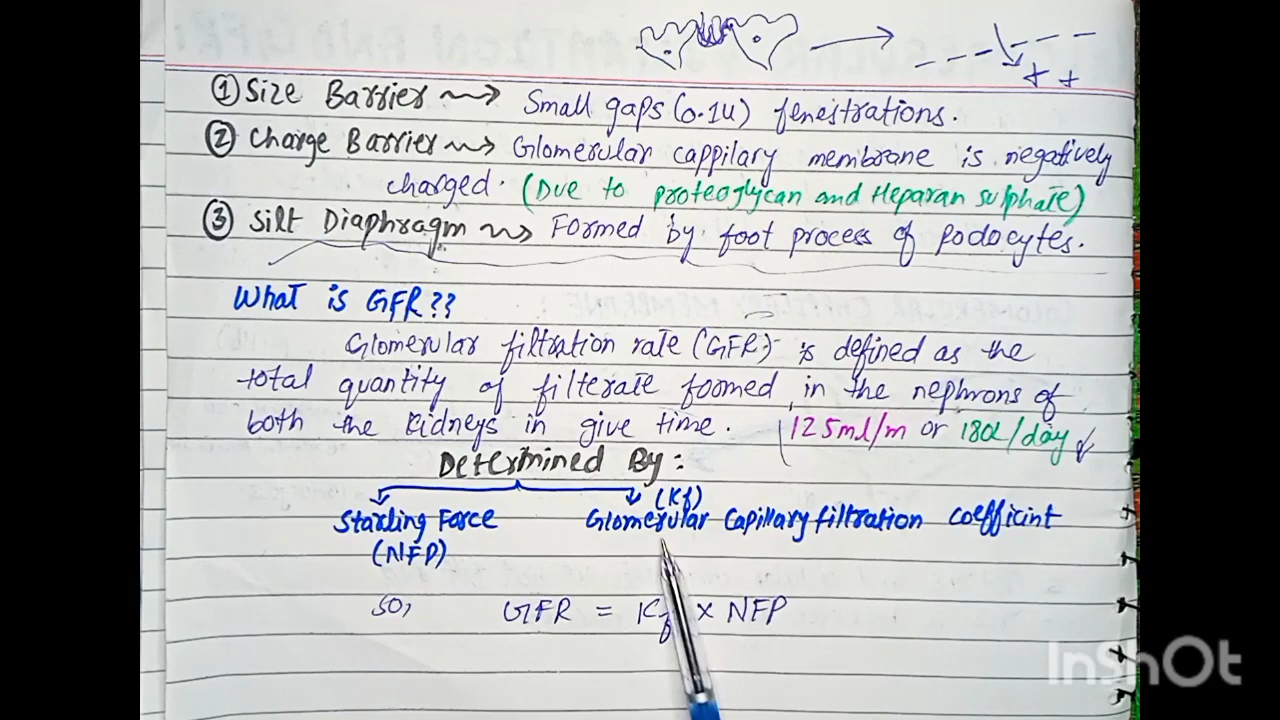 ① Size Barrier → Small gaps (0.1u) fenestrations.
② Charge Barrier → Glomerular cappilary membrane is negatively
charged. (Due to proteoglycan and Heparan sulphate)
③ Silt Diaphragm → Formed by foot process of Podocytes.
What is GFR??
Glomerular filtration rate (GFR) is defined as the
total quantity of filterate foomed in the nephrons of
both the Kidneys in give time. 125ml/m or 180L/day
Determined By:
(Kf)
Starling Force Glomerular Capillary filtration coefficint
(NFP)
so, GFR = Kf × NFP
InShOt